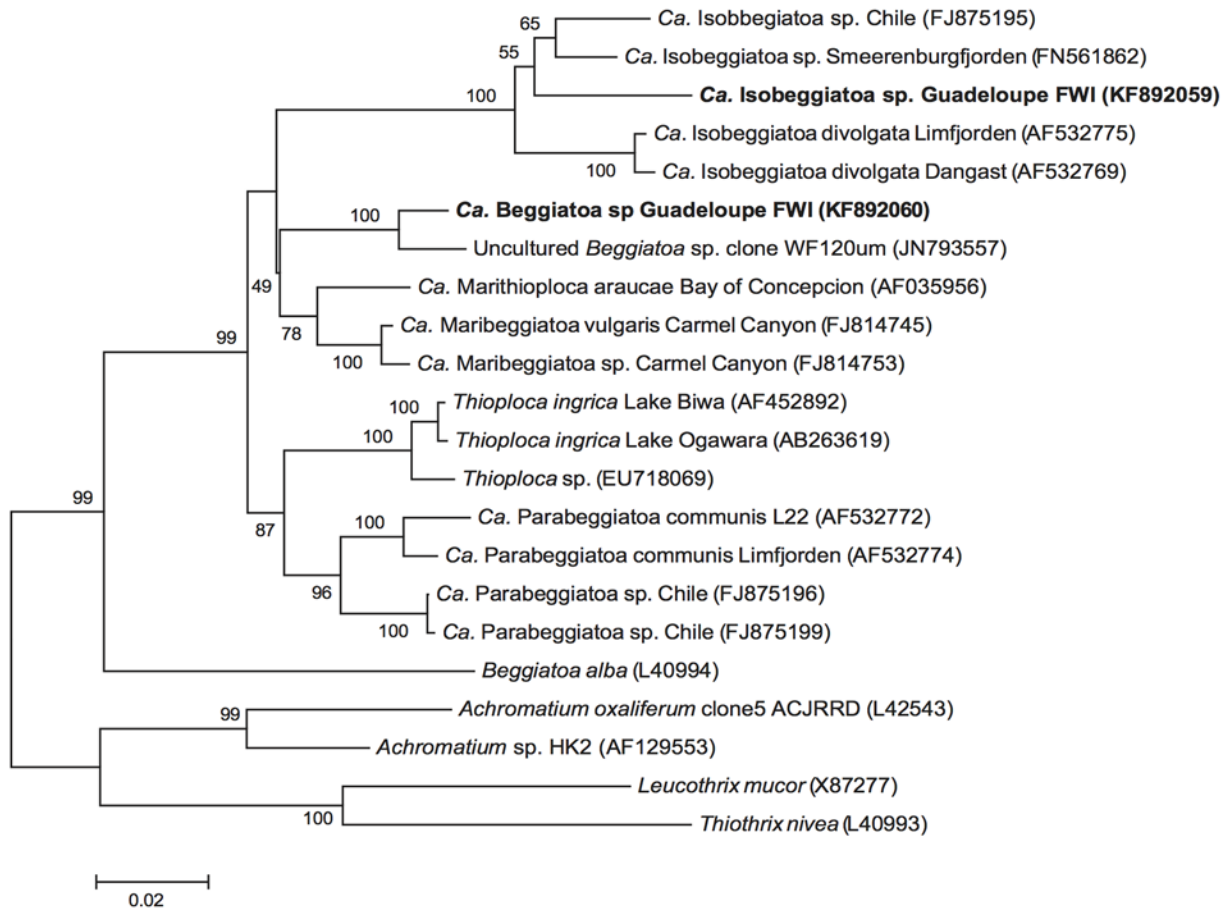 65
Ca. Isobbegiatoa sp. Chile (FJ875195)
55
Ca. Isobeggiatoa sp. Smeerenburgfjorden (FN561862)
100
Ca. Isobeggiatoa sp. Guadeloupe FWI (KF892059)
Ca. Isobeggiatoa divolgata Limfjorden (AF532775)
100
Ca. Isobeggiatoa divolgata Dangast (AF532769)
100
Ca. Beggiatoa sp Guadeloupe FWI (KF892060)
Uncultured Beggiatoa sp. clone WF120um (JN793557)
49
Ca. Marithioploca araucae Bay of Concepcion (AF035956)
99
78
Ca. Maribeggiatoa vulgaris Carmel Canyon (FJ814745)
100
Ca. Maribeggiatoa sp. Carmel Canyon (FJ814753)
100
Thioploca ingrica Lake Biwa (AF452892)
100
Thioploca ingrica Lake Ogawara (AB263619)
Thioploca sp. (EU718069)
99
87
100
Ca. Parabeggiatoa communis L22 (AF532772)
Ca. Parabeggiatoa communis Limfjorden (AF532774)
96
Ca. Parabeggiatoa sp. Chile (FJ875196)
100
Ca. Parabeggiatoa sp. Chile (FJ875199)
Beggiatoa alba (L40994)
99
Achromatium oxaliferum clone5 ACJRRD (L42543)
Achromatium sp. HK2 (AF129553)
Leucothrix mucor (X87277)
100
Thiothrix nivea (L40993)
0.02